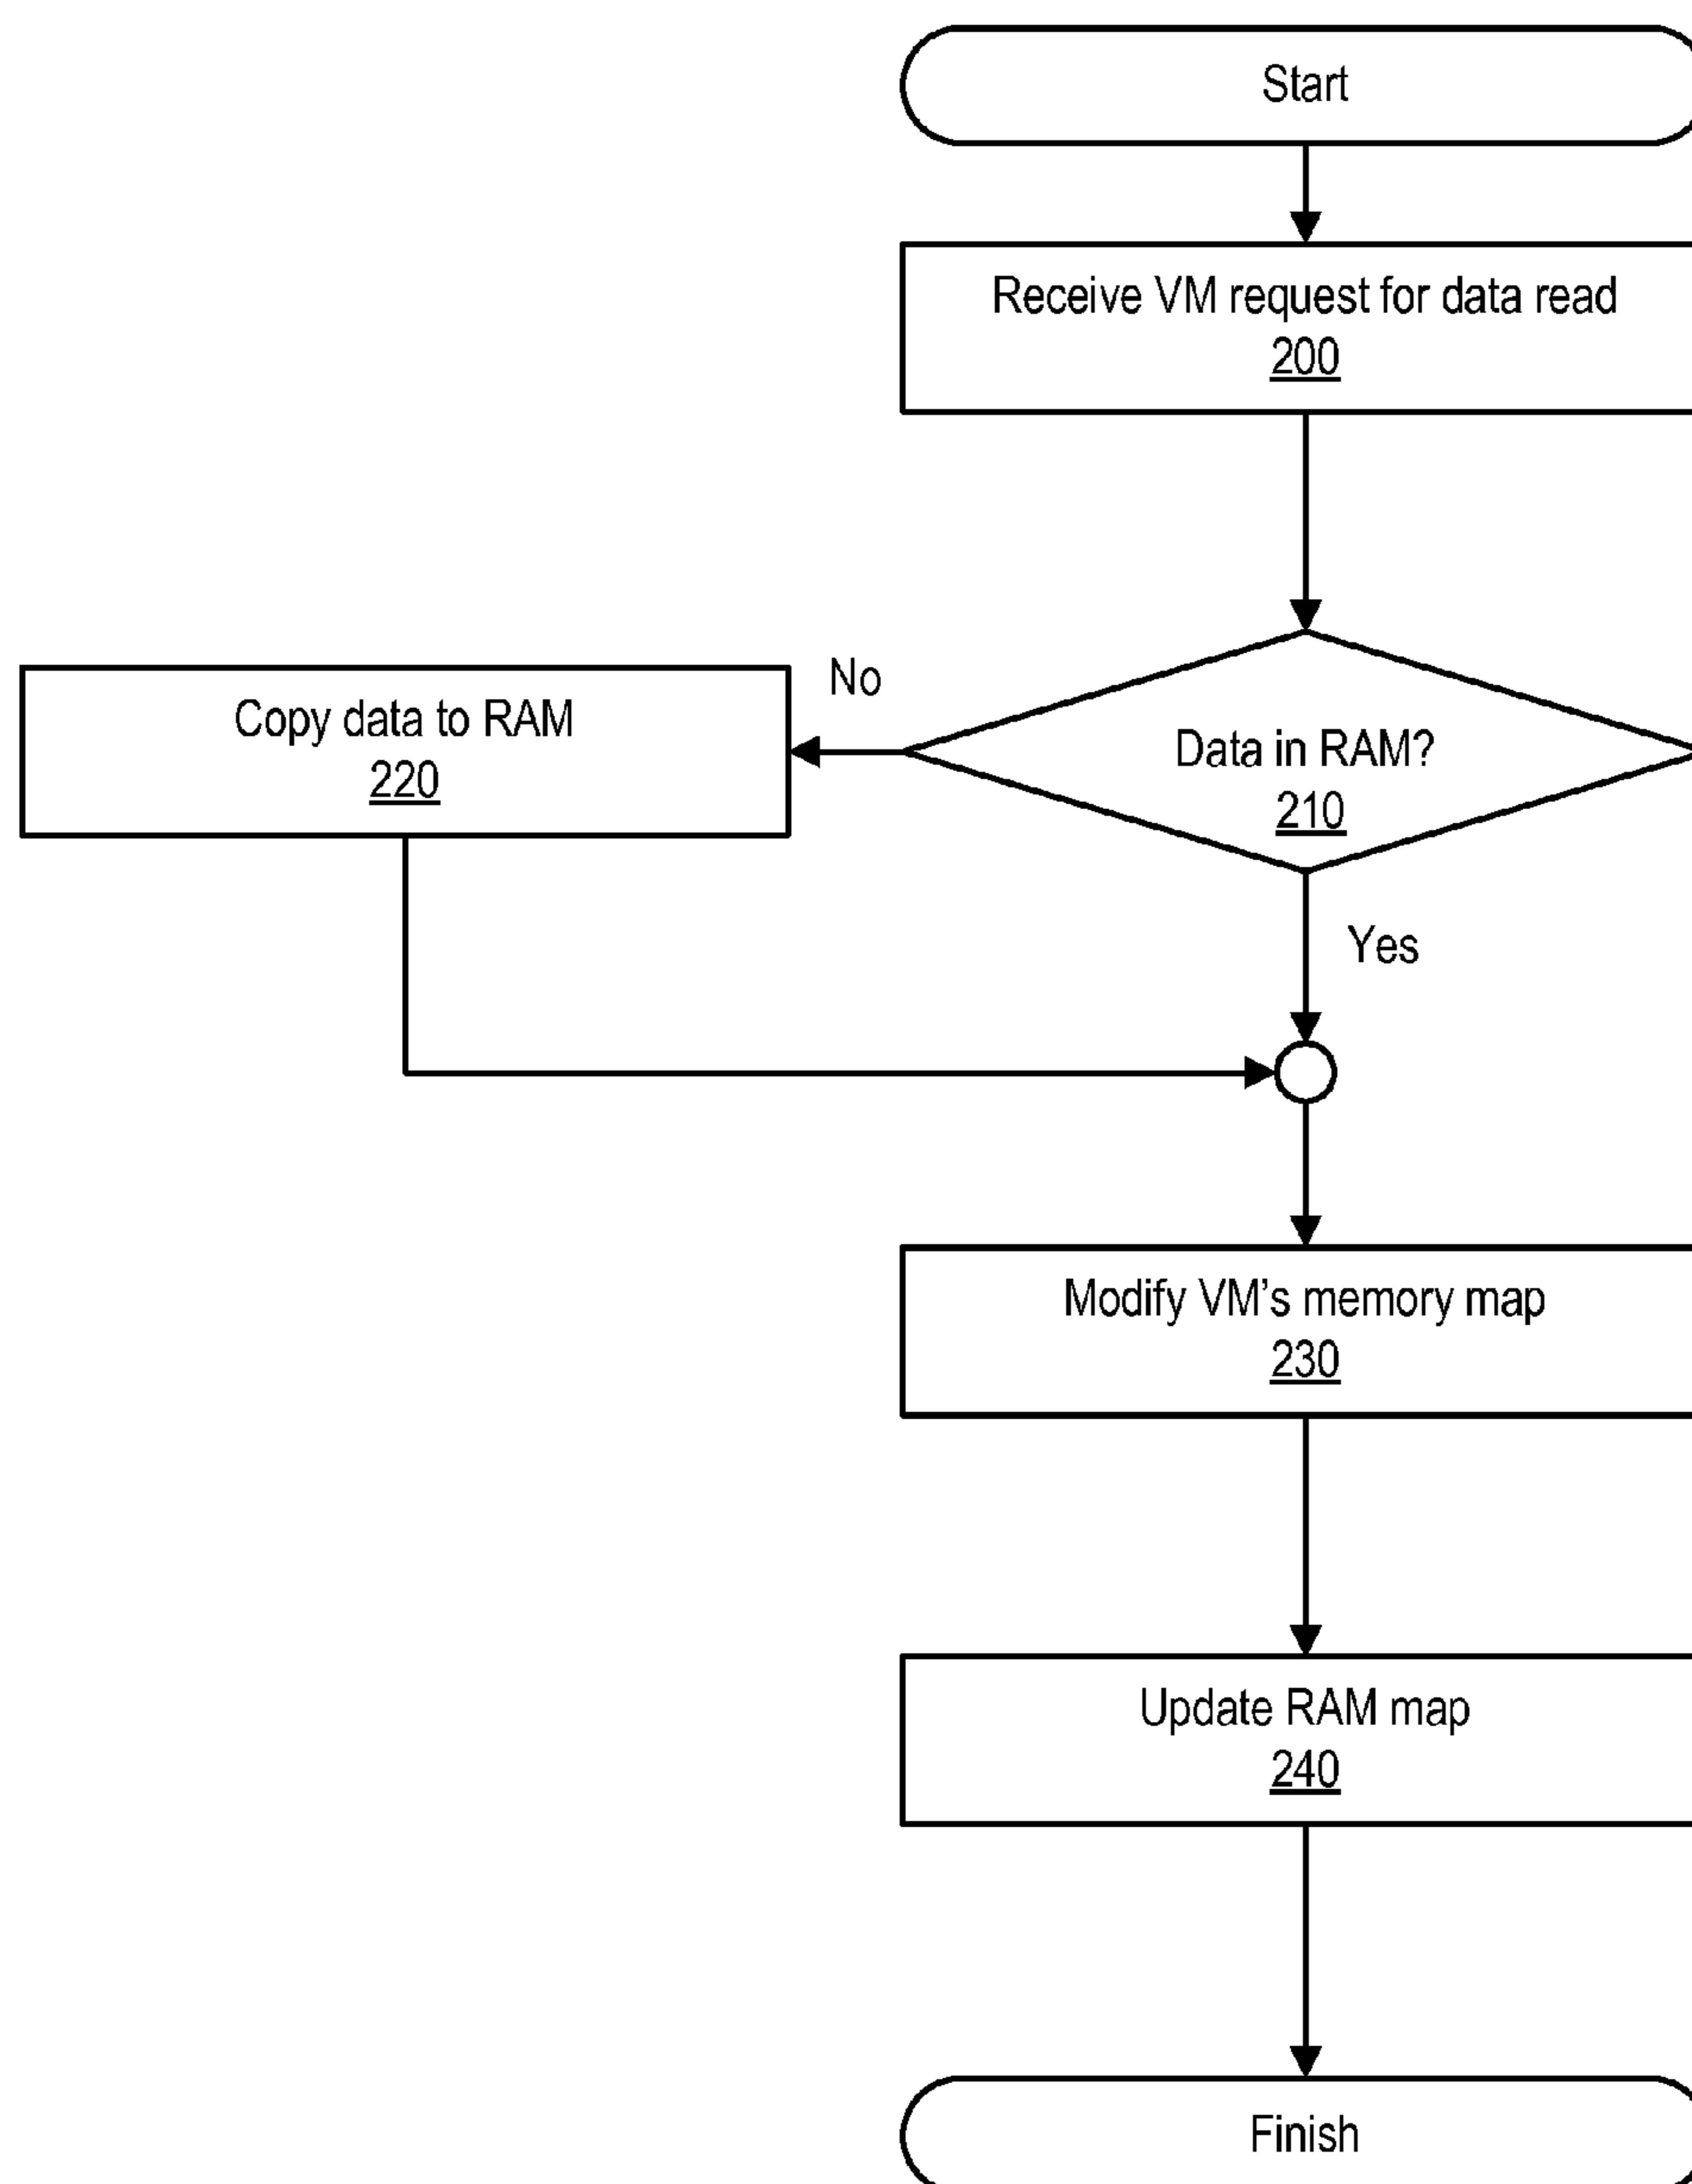 Start
Receive VM request for data read
200
No
Copy data to RAM
220
Data in RAM?
210
Yes
Modify VM's memory map
230
Update RAM map
240
Finish